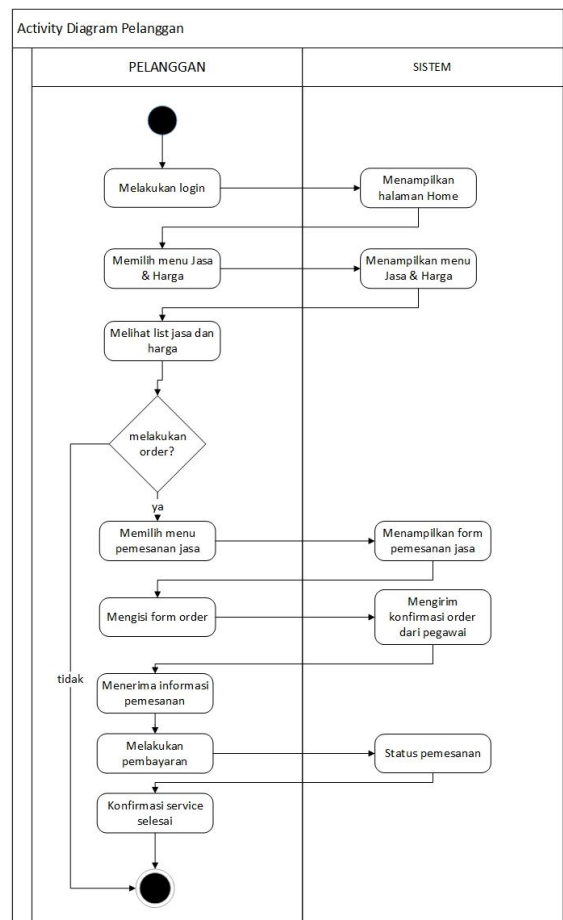 Activity Diagram Pelanggan
PELANGGAN
SISTEM
Melakukan login
Menampilkan
halaman Home
Memilih menu Jasa
& Harga
Menampilkan menu
Jasa & Harga
Melihat list jasa dan
harga
melakukan
order?
ya
Memilih menu
pemesanan jasa
Menampilkan form
pemesanan jasa
Mengisi form order
Mengirim
konfirmasi order
dari pegawai
tidak
Menerima informasi
pemesanan
Melakukan
pembayaran
Status pemesanan
Konfirmasi service
selesai